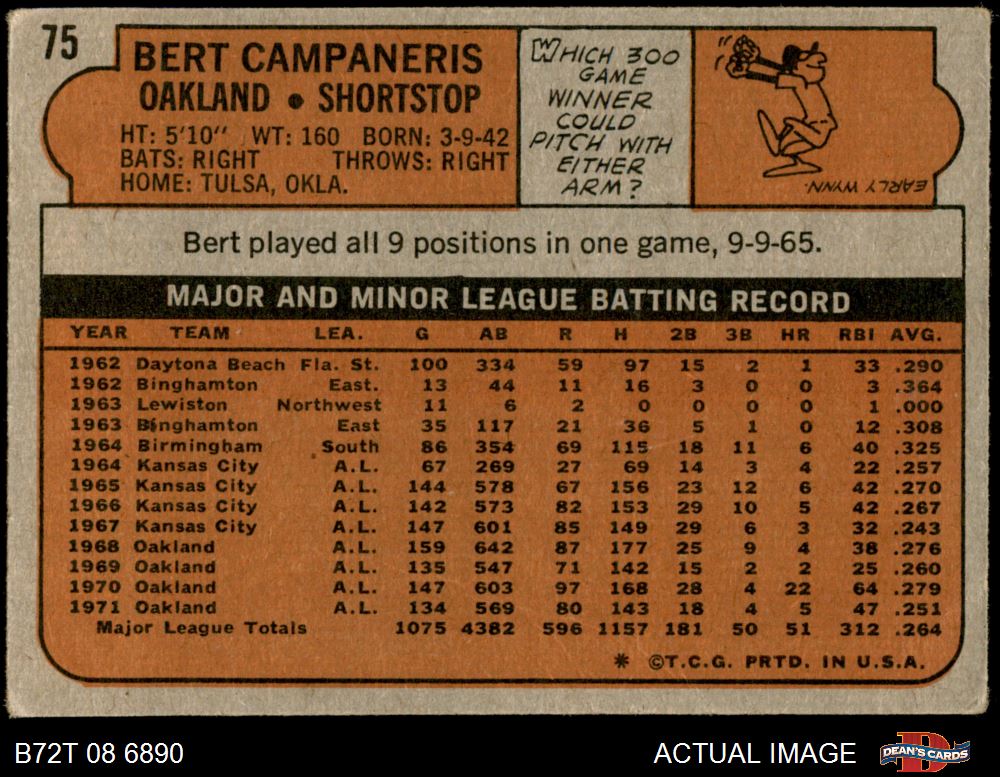 75
BERT CAMPANERIS
OAKLAND • SHORTSTOP
HT: 5'10" WT: 160 BORN: 3-9-42
BATS: RIGHT THROWS: RIGHT
HOME: TULSA, OKLA.
WHICH 300
GAME
WINNER
COULD
PITCH WITH
EITHER
ARM?
EARLY WYNN.
Bert played all 9 positions in one game, 9-9-65.
MAJOR AND MINOR LEAGUE BATTING RECORD
YEAR TEAM LEA. G AB R H 2B 3B HR RBI AVG.
1962 Daytona Beach Fla. St. 100 334 59 97 15 2 1 33 .290
1962 Binghamton East. 13 44 11 16 3 0 0 3 .364
1963 Lewiston Northwest 11 6 2 0 0 0 0 1 .000
1963 Binghamton East 35 117 21 36 5 1 0 12 .308
1964 Birmingham South 86 354 69 115 18 11 6 40 .325
1964 Kansas City A.L. 67 269 27 69 14 3 4 22 .257
1965 Kansas City A.L. 144 578 67 156 23 12 6 42 .270
1966 Kansas City A.L. 142 573 82 153 29 10 5 42 .267
1967 Kansas City A.L. 147 601 85 149 29 6 3 32 .243
1968 Oakland A.L. 159 642 87 177 25 9 4 38 .276
1969 Oakland A.L. 135 547 71 142 15 2 2 25 .260
1970 Oakland A.L. 147 603 97 168 28 4 22 64 .279
1971 Oakland A.L. 134 569 80 143 18 4 5 47 .251
Major League Totals 1075 4382 596 1157 181 50 51 312 .264
* ©T.C.G. PRTD. IN U.S.A.
B72T 08 6890 ACTUAL IMAGE DEAN'S CARDS